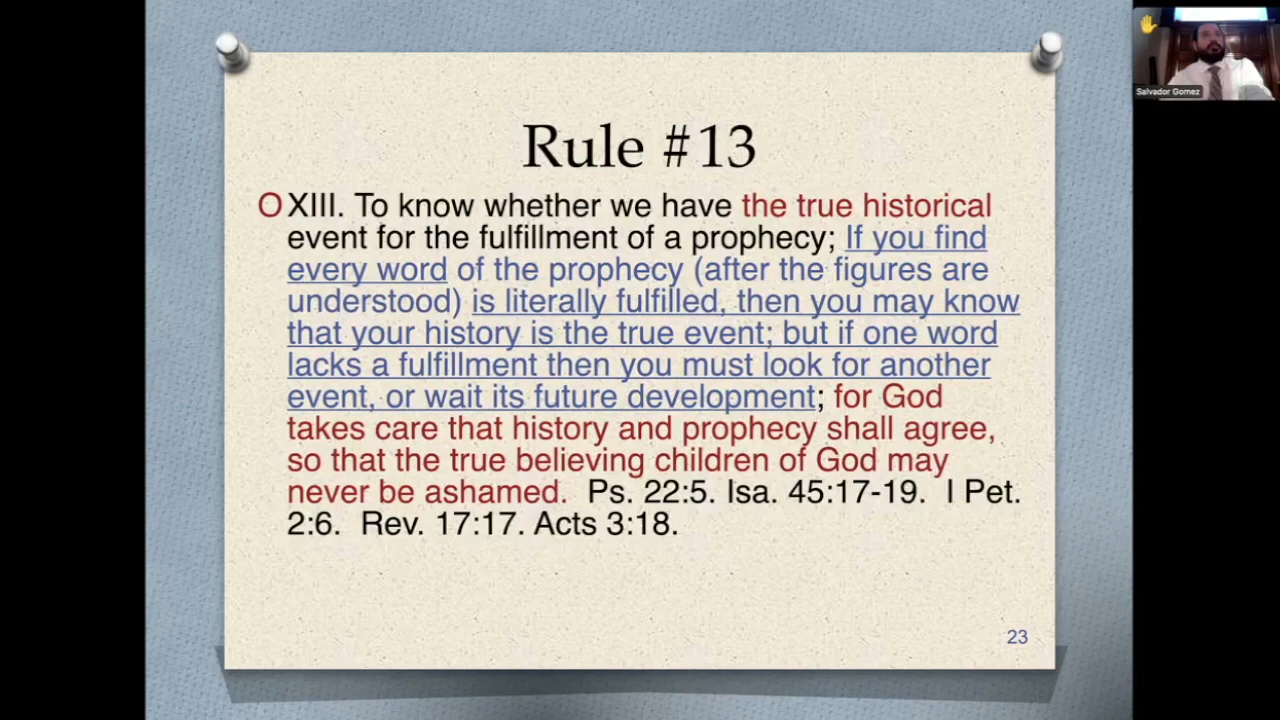 Salvador Gomez
Rule #13
O XIII. To know whether we have the true historical
event for the fulfillment of a prophecy; If you find
every word of the prophecy (after the figures are
understood) is literally fulfilled, then you may know
that your history is the true event; but if one word
lacks a fulfillment then you must look for another
event, or wait its future development; for God
takes care that history and prophecy shall agree,
so that the true believing children of God may
never be ashamed. Ps. 22:5. Isa. 45:17-19. I Pet.
2:6. Rev. 17:17. Acts 3:18.
23